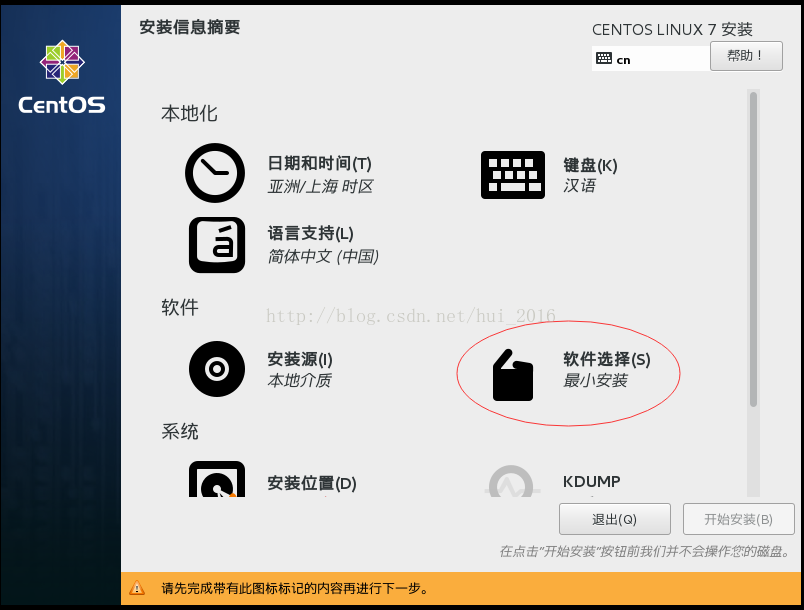 安装信息摘要
CENTOS LINUX 7 安装
cn
帮助！
CentOS
本地化
日期和时间(T)
亚洲/上海 时区
键盘(K)
汉语
语言支持(L)
简体中文 (中国)
软件
http://blog.csdn.net/hui_2016
安装源(I)
本地介质
软件选择(S)
最小安装
系统
安装位置(D)
KDUMP
退出(Q)
开始安装(B)
在点击"开始安装"按钮前我们并不会操作您的磁盘。
请先完成带有此图标标记的内容再进行下一步。